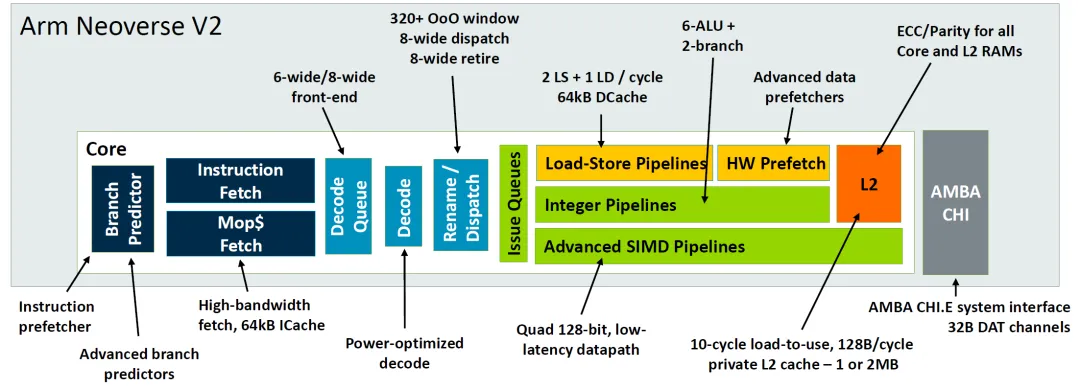 Arm Neoverse V2
320+ OoO window
8-wide dispatch
8-wide retire
6-wide/8-wide
front-end
2 LS + 1 LD / cycle
64kB DCache
6-ALU +
2-branch
Advanced data
prefetchers
ECC/Parity for all
Core and L2 RAMs
Core
Branch
Predictor
Instruction
Fetch
Mop$
Fetch
Decode
Queue
Decode
Rename /
Dispatch
Issue Queues
Load-Store Pipelines
HW Prefetch
Integer Pipelines
Advanced SIMD Pipelines
L2
AMBA
CHI
Instruction
prefetcher
Advanced branch
predictors
High-bandwidth
fetch, 64kB ICache
Power-optimized
decode
Quad 128-bit, low-
latency datapath
10-cycle load-to-use, 128B/cycle
private L2 cache – 1 or 2MB
AMBA CHI.E system interface
32B DAT channels